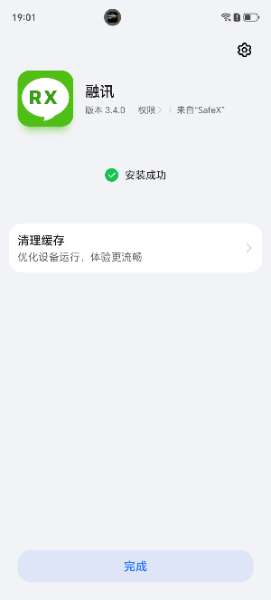 19:01
RX
融讯
版本 3.4.0 权限 > | 来自"SafeX"
安装成功
清理缓存
优化设备运行，体验更流畅
完成